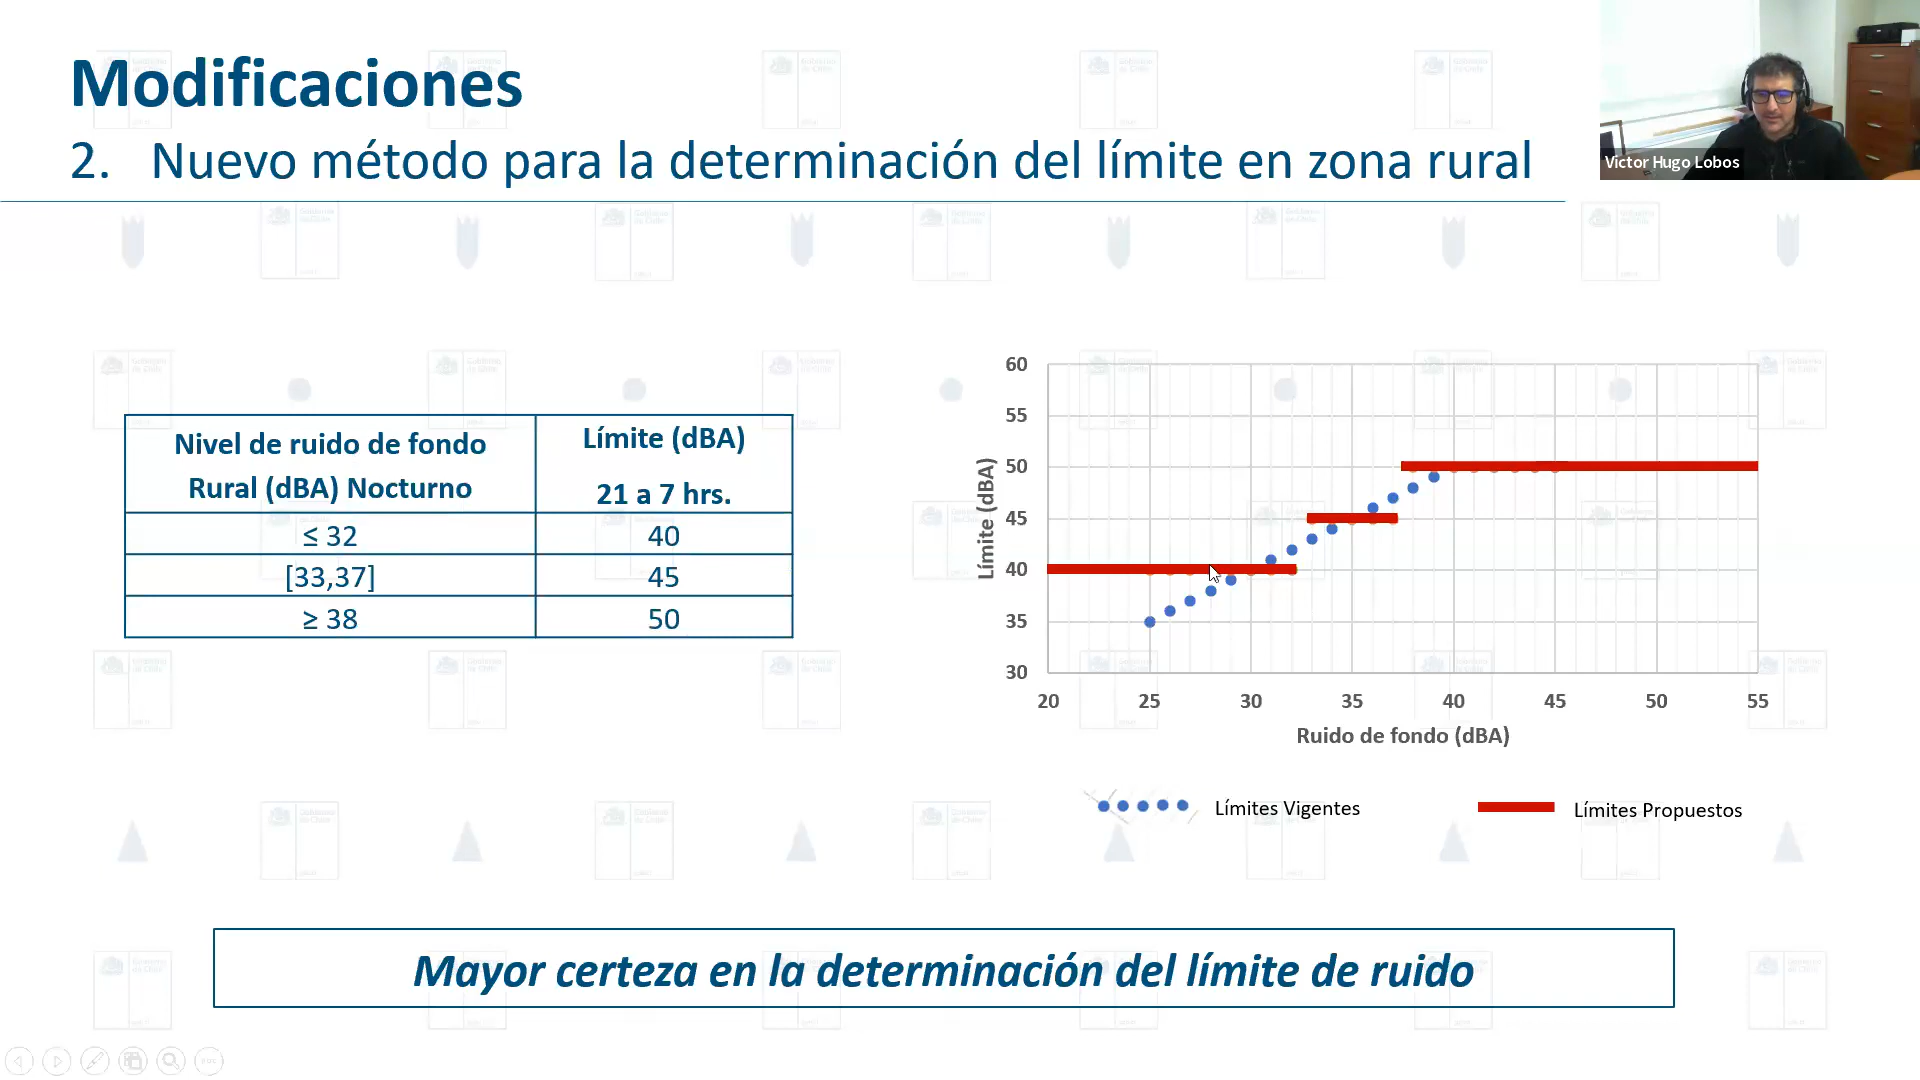 Modificaciones
2. Nuevo método para la determinación del límite en zona rural
Victor Hugo Lobos
Nivel de ruido de fondo
Rural (dBA) Nocturno
Límite (dBA)
21 a 7 hrs.
≤ 32
40
[33,37]
45
≥ 38
50
60
55
50
45
40
35
30
Límite (dBA)
20 25 30 35 40 45 50 55
Ruido de fondo (dBA)
Límites Vigentes
Límites Propuestos
Mayor certeza en la determinación del límite de ruido